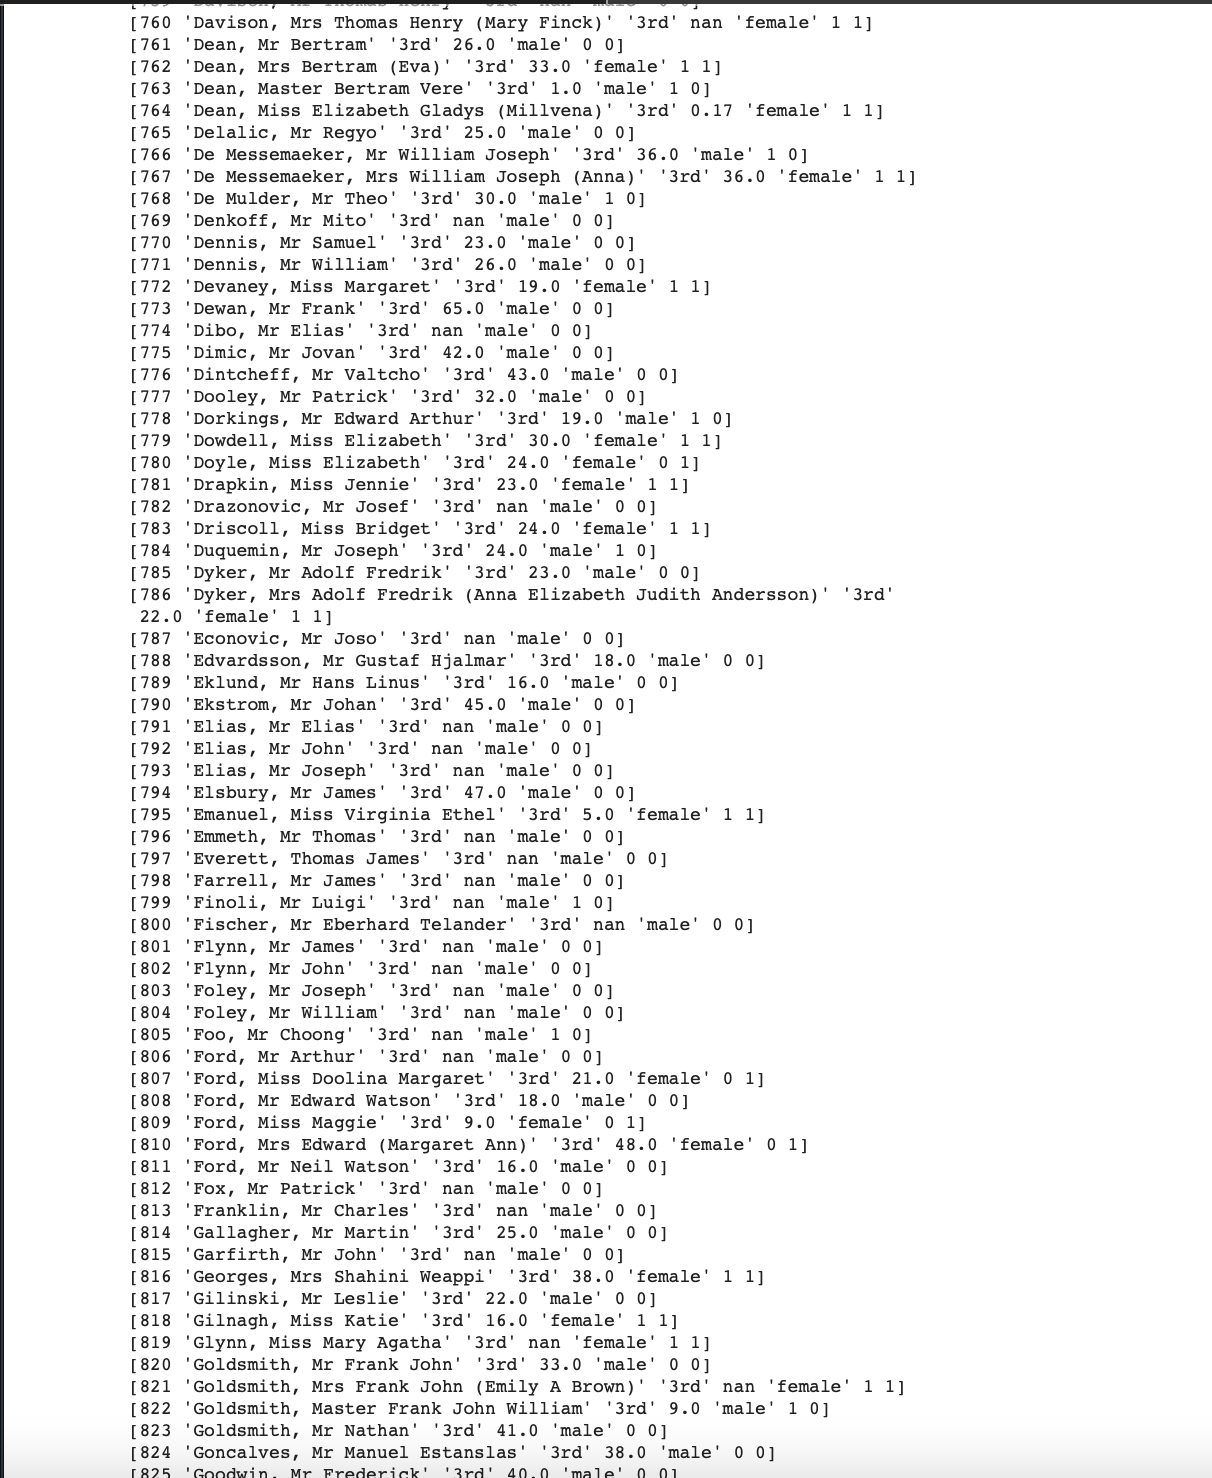 [760 'Davison, Mrs Thomas Henry (Mary Finck)' '3rd' nan 'female' 1 1]
[761 'Dean, Mr Bertram' '3rd' 26.0 'male' 0 0]
[762 'Dean, Mrs Bertram (Eva)' '3rd' 33.0 'female' 1 1]
[763 'Dean, Master Bertram Vere' '3rd' 1.0 'male' 1 0]
[764 'Dean, Miss Elizabeth Gladys (Millvena)' '3rd' 0.17 'female' 1 1]
[765 'Delalic, Mr Regyo' '3rd' 25.0 'male' 0 0]
[766 'De Messemaeker, Mr William Joseph' '3rd' 36.0 'male' 1 0]
[767 'De Messemaeker, Mrs William Joseph (Anna)' '3rd' 36.0 'female' 1 1]
[768 'De Mulder, Mr Theo' '3rd' 30.0 'male' 1 0]
[769 'Denkoff, Mr Mito' '3rd' nan 'male' 0 0]
[770 'Dennis, Mr Samuel' '3rd' 23.0 'male' 0 0]
[771 'Dennis, Mr William' '3rd' 26.0 'male' 0 0]
[772 'Devaney, Miss Margaret' '3rd' 19.0 'female' 1 1]
[773 'Dewan, Mr Frank' '3rd' 65.0 'male' 0 0]
[774 'Dibo, Mr Elias' '3rd' nan 'male' 0 0]
[775 'Dimic, Mr Jovan' '3rd' 42.0 'male' 0 0]
[776 'Dintcheff, Mr Valtcho' '3rd' 43.0 'male' 0 0]
[777 'Dooley, Mr Patrick' '3rd' 32.0 'male' 0 0]
[778 'Dorkings, Mr Edward Arthur' '3rd' 19.0 'male' 1 0]
[779 'Dowdell, Miss Elizabeth' '3rd' 30.0 'female' 1 1]
[780 'Doyle, Miss Elizabeth' '3rd' 24.0 'female' 0 1]
[781 'Drapkin, Miss Jennie' '3rd' 23.0 'female' 1 1]
[782 'Drazonovic, Mr Josef' '3rd' nan 'male' 0 0]
[783 'Driscoll, Miss Bridget' '3rd' 24.0 'female' 1 1]
[784 'Duquemin, Mr Joseph' '3rd' 24.0 'male' 1 0]
[785 'Dyker, Mr Adolf Fredrik' '3rd' 23.0 'male' 0 0]
[786 'Dyker, Mrs Adolf Fredrik (Anna Elizabeth Judith Andersson)' '3rd'
22.0 'female' 1 1]
[787 'Econovic, Mr Joso' '3rd' nan 'male' 0 0]
[788 'Edvardsson, Mr Gustaf Hjalmar' '3rd' 18.0 'male' 0 0]
[789 'Eklund, Mr Hans Linus' '3rd' 16.0 'male' 0 0]
[790 'Ekstrom, Mr Johan' '3rd' 45.0 'male' 0 0]
[791 'Elias, Mr Elias' '3rd' nan 'male' 0 0]
[792 'Elias, Mr John' '3rd' nan 'male' 0 0]
[793 'Elias, Mr Joseph' '3rd' nan 'male' 0 0]
[794 'Elsbury, Mr James' '3rd' 47.0 'male' 0 0]
[795 'Emanuel, Miss Virginia Ethel' '3rd' 5.0 'female' 1 1]
[796 'Emmeth, Mr Thomas' '3rd' nan 'male' 0 0]
[797 'Everett, Thomas James' '3rd' nan 'male' 0 0]
[798 'Farrell, Mr James' '3rd' nan 'male' 0 0]
[799 'Finoli, Mr Luigi' '3rd' nan 'male' 1 0]
[800 'Fischer, Mr Eberhard Telander' '3rd' nan 'male' 0 0]
[801 'Flynn, Mr James' '3rd' nan 'male' 0 0]
[802 'Flynn, Mr John' '3rd' nan 'male' 0 0]
[803 'Foley, Mr Joseph' '3rd' nan 'male' 0 0]
[804 'Foley, Mr William' '3rd' nan 'male' 0 0]
[805 'Foo, Mr Choong' '3rd' nan 'male' 1 0]
[806 'Ford, Mr Arthur' '3rd' nan 'male' 0 0]
[807 'Ford, Miss Doolina Margaret' '3rd' 21.0 'female' 0 1]
[808 'Ford, Mr Edward Watson' '3rd' 18.0 'male' 0 0]
[809 'Ford, Miss Maggie' '3rd' 9.0 'female' 0 1]
[810 'Ford, Mrs Edward (Margaret Ann)' '3rd' 48.0 'female' 0 1]
[811 'Ford, Mr Neil Watson' '3rd' 16.0 'male' 0 0]
[812 'Fox, Mr Patrick' '3rd' nan 'male' 0 0]
[813 'Franklin, Mr Charles' '3rd' nan 'male' 0 0]
[814 'Gallagher, Mr Martin' '3rd' 25.0 'male' 0 0]
[815 'Garfirth, Mr John' '3rd' nan 'male' 0 0]
[816 'Georges, Mrs Shahini Weappi' '3rd' 38.0 'female' 1 1]
[817 'Gilinski, Mr Leslie' '3rd' 22.0 'male' 0 0]
[818 'Gilnagh, Miss Katie' '3rd' 16.0 'female' 1 1]
[819 'Glynn, Miss Mary Agatha' '3rd' nan 'female' 1 1]
[820 'Goldsmith, Mr Frank John' '3rd' 33.0 'male' 0 0]
[821 'Goldsmith, Mrs Frank John (Emily A Brown)' '3rd' nan 'female' 1 1]
[822 'Goldsmith, Master Frank John William' '3rd' 9.0 'male' 1 0]
[823 'Goldsmith, Mr Nathan' '3rd' 41.0 'male' 0 0]
[824 'Goncalves, Mr Manuel Estanslas' '3rd' 38.0 'male' 0 0]
[825 'Goodwin, Mr Frederick' '3rd' 40.0 'male' 0 0]